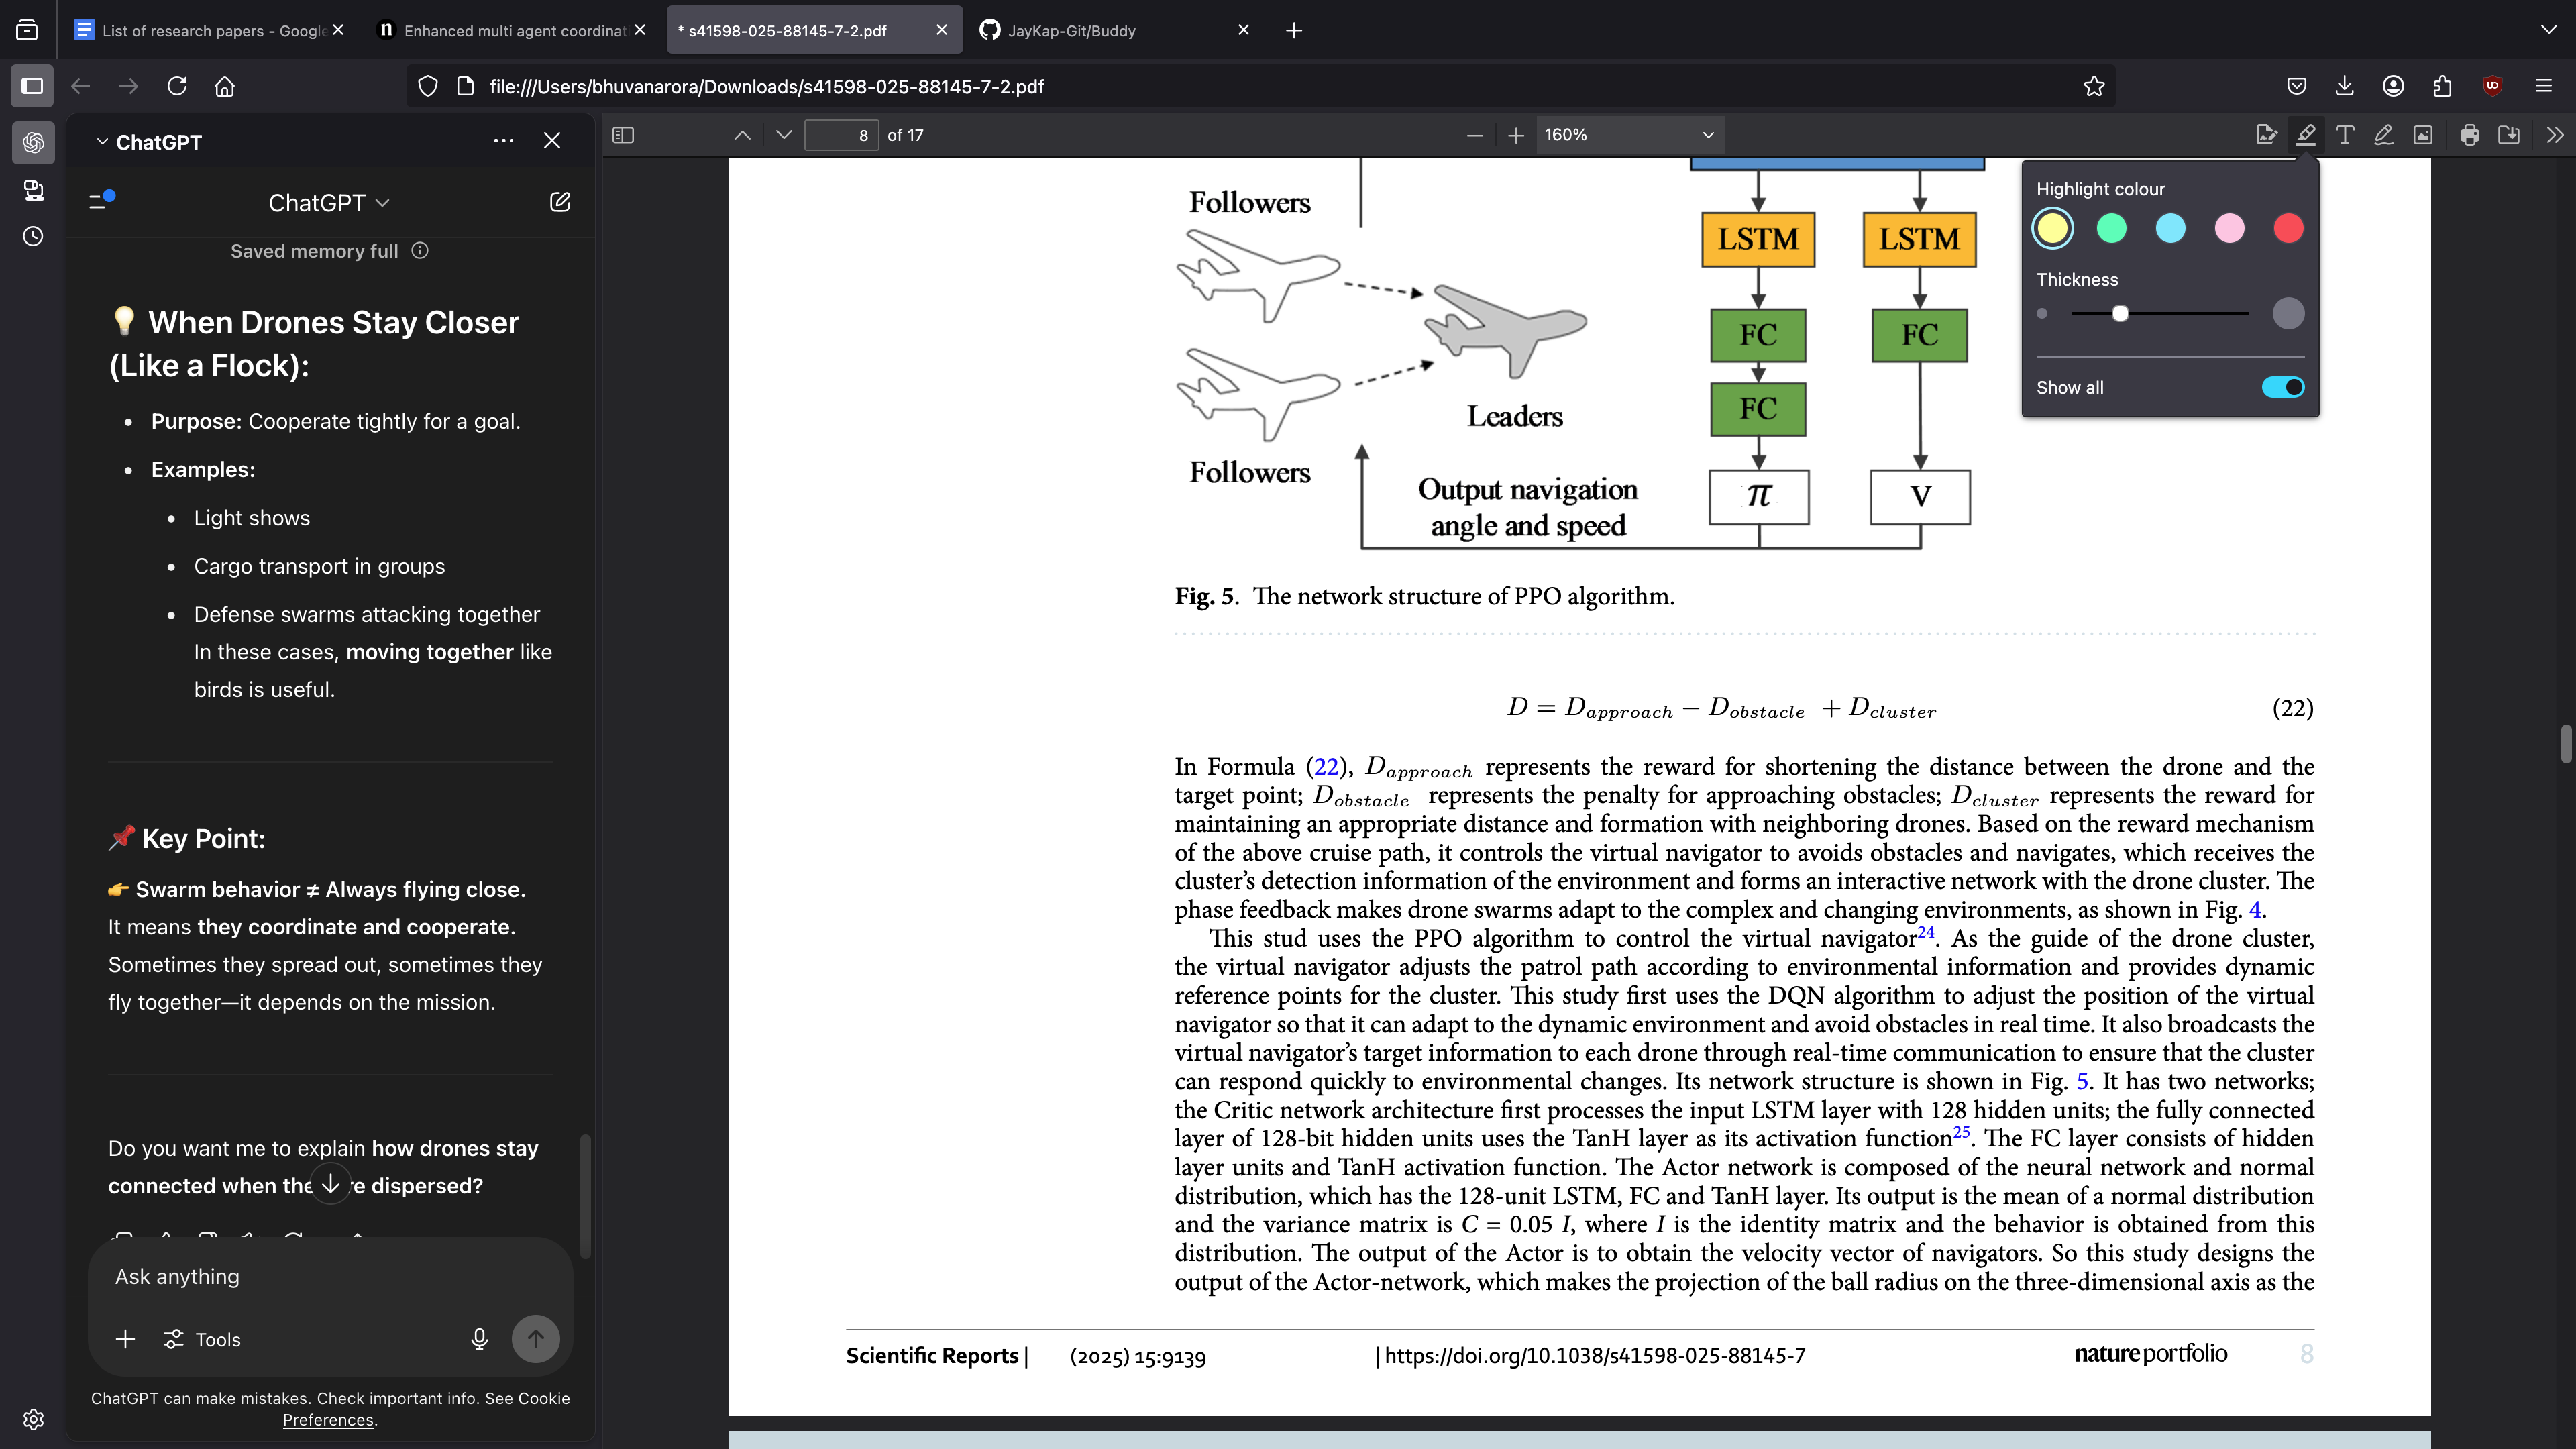 List of research papers - Google
Enhanced multi agent coordinat
* s41598-025-88145-7-2.pdf
JayKap-Git/Buddy
file:///Users/bhuvanarora/Downloads/s41598-025-88145-7-2.pdf
ChatGPT
8 of 17
160%
ChatGPT
Saved memory full
💡 When Drones Stay Closer
(Like a Flock):
• Purpose: Cooperate tightly for a goal.
• Examples:
• Light shows
• Cargo transport in groups
• Defense swarms attacking together
In these cases, moving together like
birds is useful.
📌 Key Point:
👉 Swarm behavior ≠ Always flying close.
It means they coordinate and cooperate.
Sometimes they spread out, sometimes they
fly together—it depends on the mission.
Do you want me to explain how drones stay
connected when the re dispersed?
Ask anything
Tools
ChatGPT can make mistakes. Check important info. See Cookie
Preferences.
Followers
Followers
Leaders
Output navigation
angle and speed
LSTM LSTM
FC FC
FC
π V
Highlight colour
Thickness
Show all
Fig. 5. The network structure of PPO algorithm.
D = D_approach − D_obstacle + D_cluster (22)
In Formula (22), D_approach represents the reward for shortening the distance between the drone and the
target point; D_obstacle represents the penalty for approaching obstacles; D_cluster represents the reward for
maintaining an appropriate distance and formation with neighboring drones. Based on the reward mechanism
of the above cruise path, it controls the virtual navigator to avoids obstacles and navigates, which receives the
cluster's detection information of the environment and forms an interactive network with the drone cluster. The
phase feedback makes drone swarms adapt to the complex and changing environments, as shown in Fig. 4.
This stud uses the PPO algorithm to control the virtual navigator24. As the guide of the drone cluster,
the virtual navigator adjusts the patrol path according to environmental information and provides dynamic
reference points for the cluster. This study first uses the DQN algorithm to adjust the position of the virtual
navigator so that it can adapt to the dynamic environment and avoid obstacles in real time. It also broadcasts the
virtual navigator's target information to each drone through real-time communication to ensure that the cluster
can respond quickly to environmental changes. Its network structure is shown in Fig. 5. It has two networks;
the Critic network architecture first processes the input LSTM layer with 128 hidden units; the fully connected
layer of 128-bit hidden units uses the TanH layer as its activation function25. The FC layer consists of hidden
layer units and TanH activation function. The Actor network is composed of the neural network and normal
distribution, which has the 128-unit LSTM, FC and TanH layer. Its output is the mean of a normal distribution
and the variance matrix is C = 0.05 I, where I is the identity matrix and the behavior is obtained from this
distribution. The output of the Actor is to obtain the velocity vector of navigators. So this study designs the
output of the Actor-network, which makes the projection of the ball radius on the three-dimensional axis as the
Scientific Reports | (2025) 15:9139 | https://doi.org/10.1038/s41598-025-88145-7 nature portfolio 8